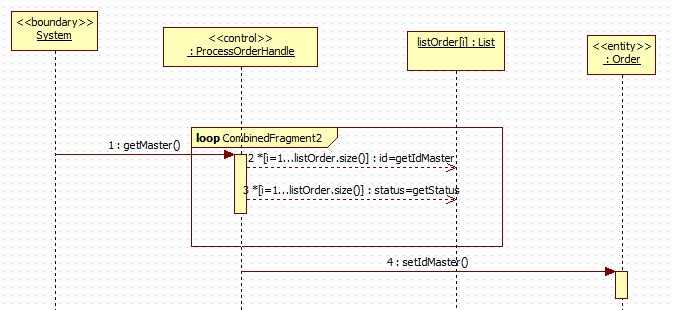 <<boundary>>
System
<<control>>
: ProcessOrderHandle
listOrder[i] : List
<<entity>>
: Order
loop CombinedFragment2
1 : getMaster()
2 *[i=1...listOrder.size()] : id=getIdMaster
3 *[i=1...listOrder.size()] : status=getStatus
4 : setIdMaster()